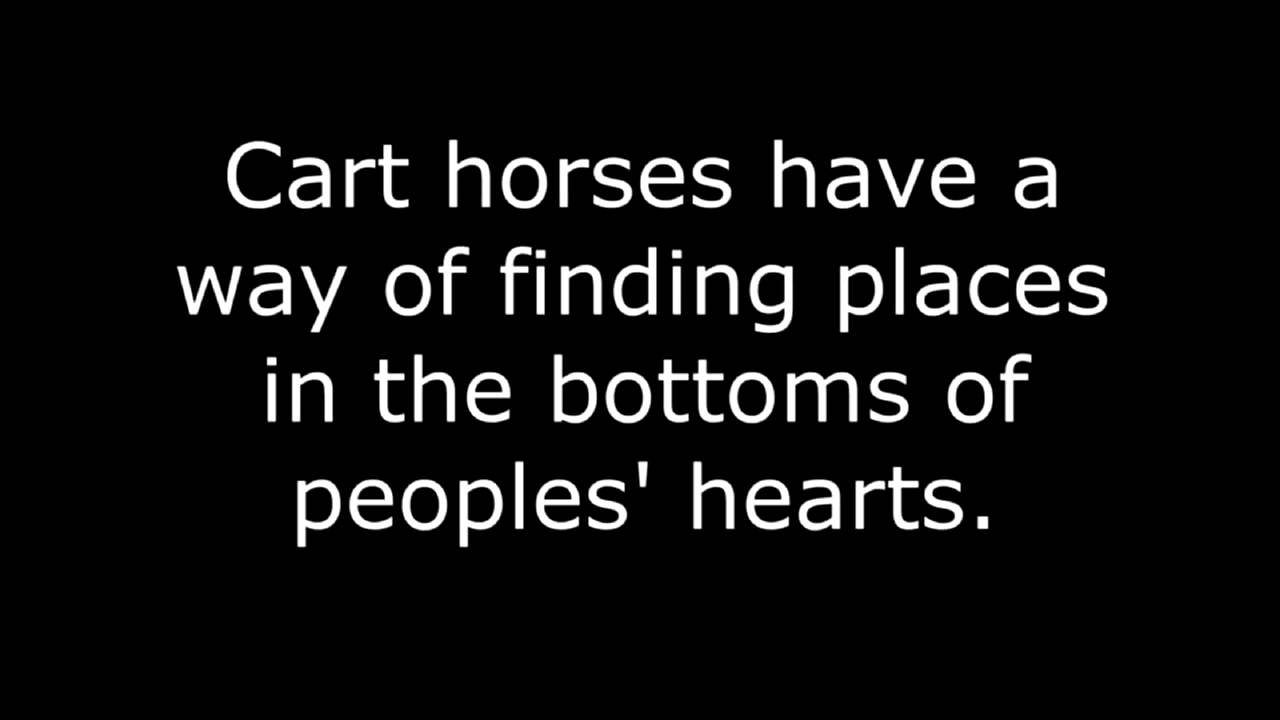 Cart horses have a
way of finding places
in the bottoms of
peoples' hearts.